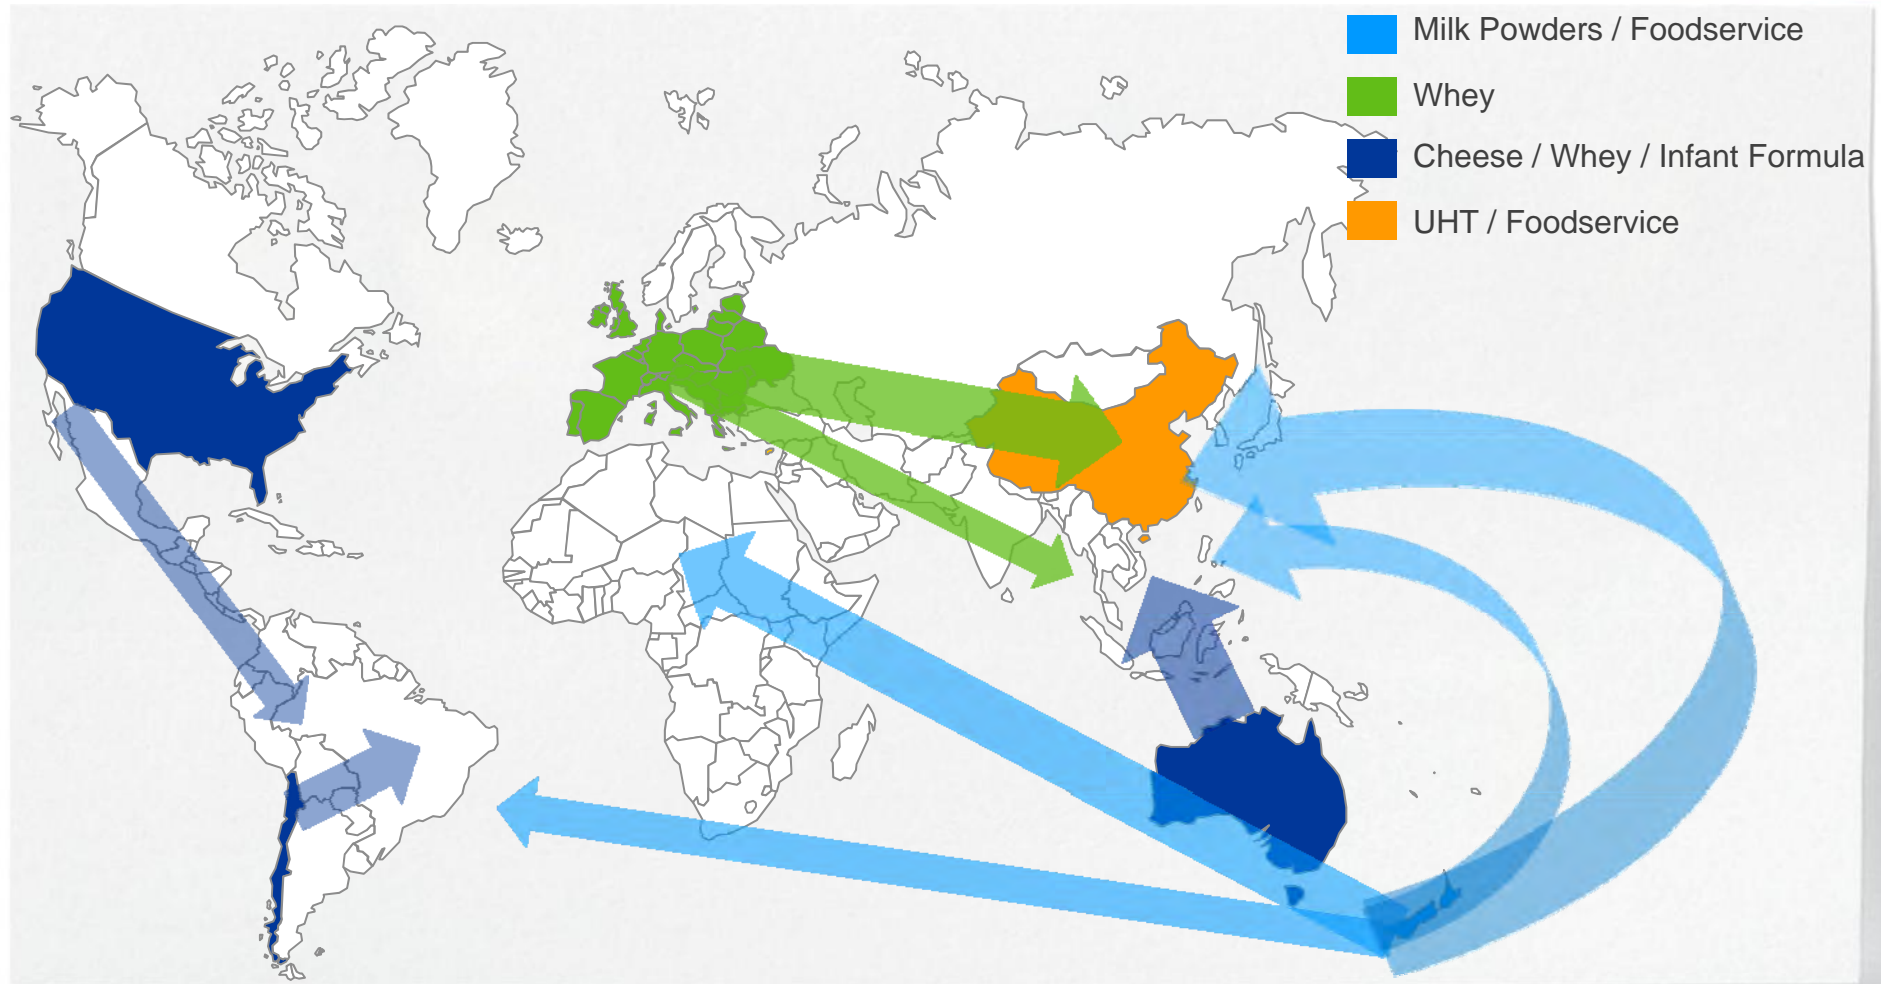 Milk Powders / Foodservice
Whey
Cheese / Whey / Infant Formula
UHT / Foodservice